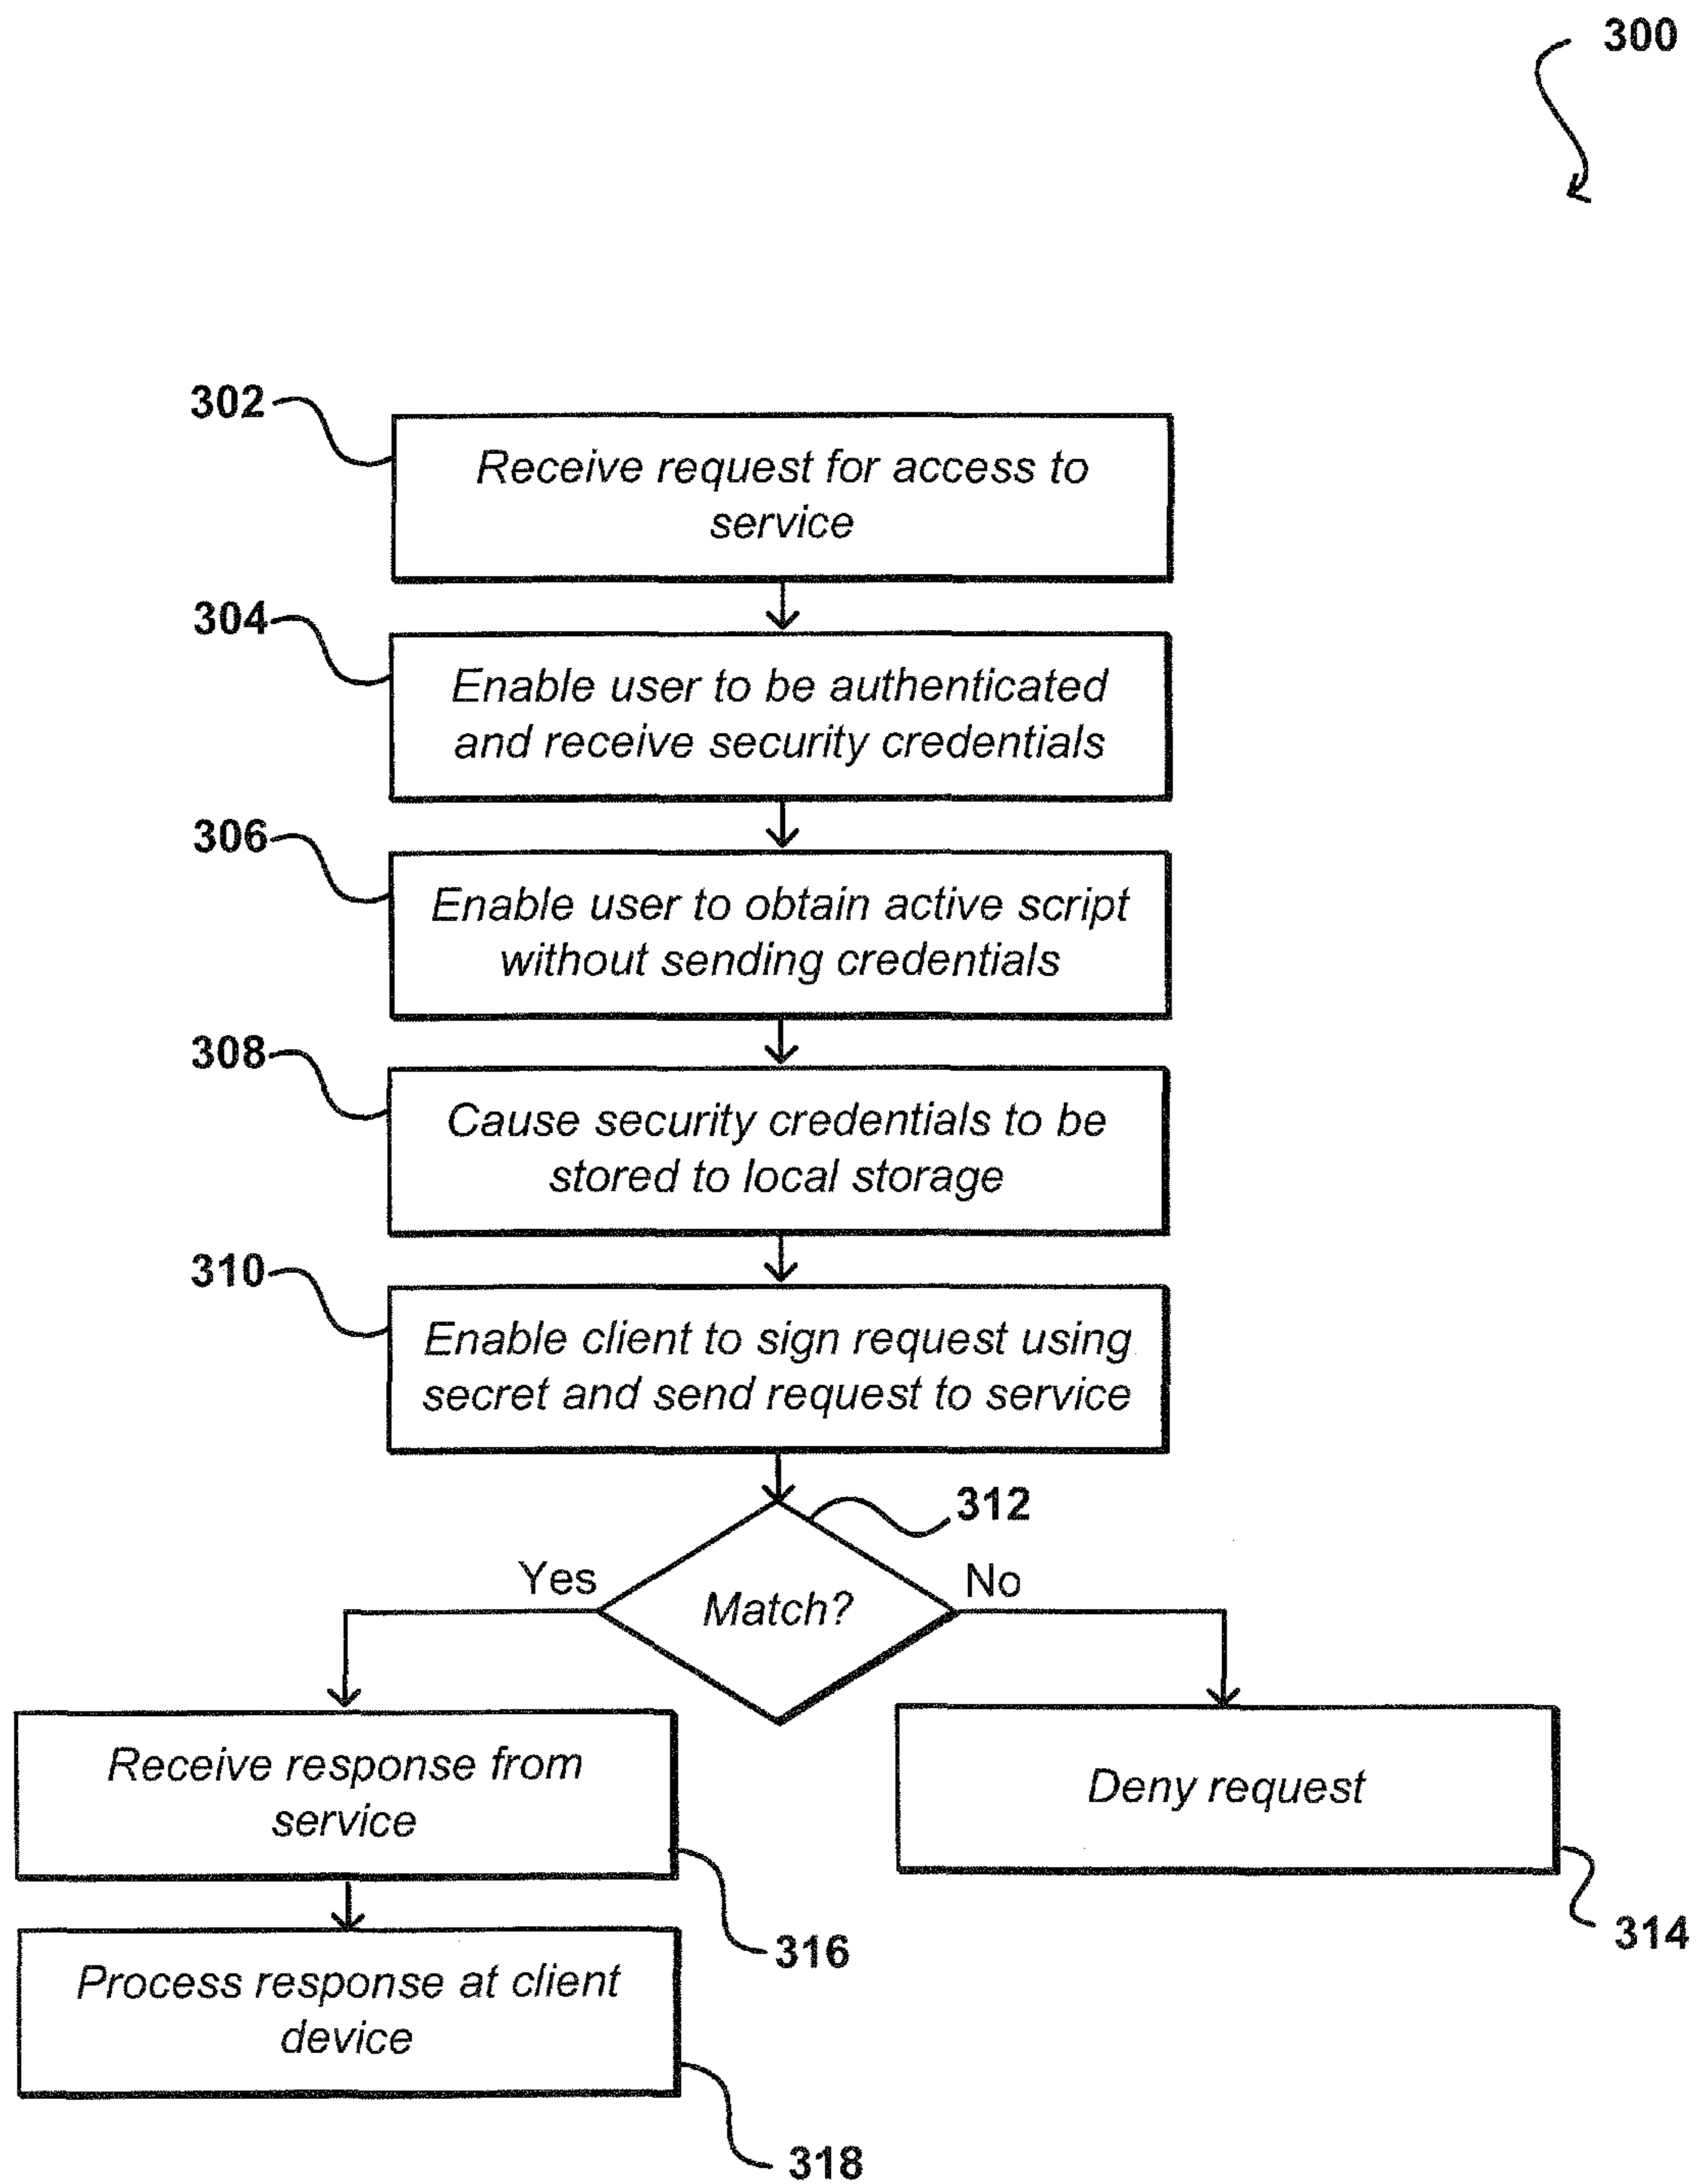 300
302
Receive request for access to
service
304
Enable user to be authenticated
and receive security credentials
306
Enable user to obtain active script
without sending credentials
308
Cause security credentials to be
stored to local storage
310
Enable client to sign request using
secret and send request to service
312
Yes
No
Match?
Receive response from
service
Deny request
316
314
Process response at client
device
318